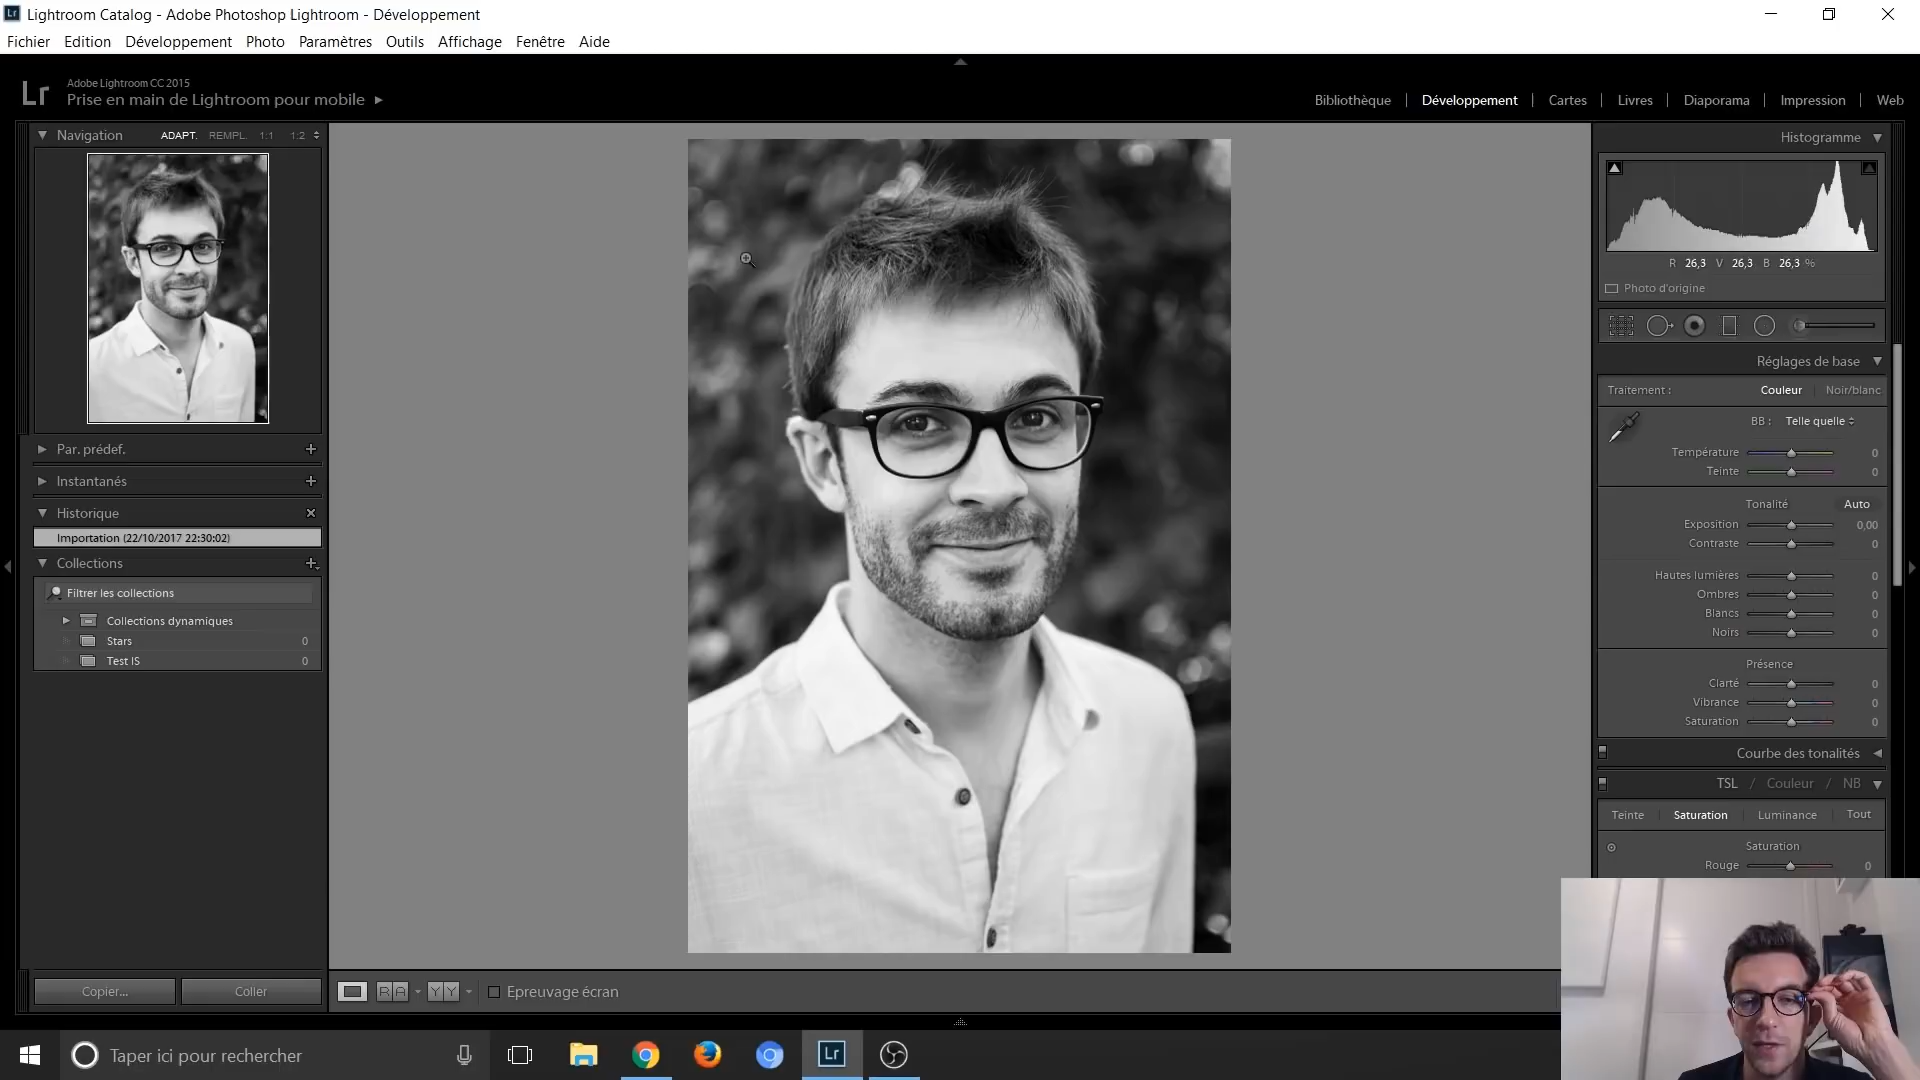 Lightroom Catalog - Adobe Photoshop Lightroom - Développement
Fichier Edition Développement Photo Paramètres Outils Affichage Fenêtre Aide
Lr
Adobe Lightroom CC 2015
Prise en main de Lightroom pour mobile
Bibliothèque | Développement | Cartes | Livres | Diaporama | Impression | Web
Navigation ADAPT. REMPL. 1:1 1:2
Par. prédef.
Instantanés
Historique
Importation (22/10/2017 22:30:02)
Collections
Filtrer les collections
Collections dynamiques
Stars 0
Test IS 0
Copier... Coller
R A Y Y Epreuvage écran
Histogramme
R 26,3 V 26,3 B 26,3 %
Photo d'origine
Réglages de base
Traitement : Couleur Noir/blanc
BB : Telle quelle
Température 0
Teinte 0
Tonalité Auto
Exposition 0,00
Contraste 0
Hautes lumières 0
Ombres 0
Blancs 0
Noirs 0
Présence
Clarté 0
Vibrance 0
Saturation 0
Courbe des tonalités
TSL / Couleur / NB
Teinte Saturation Luminance Tout
Saturation
Rouge 0
Taper ici pour rechercher
Lr